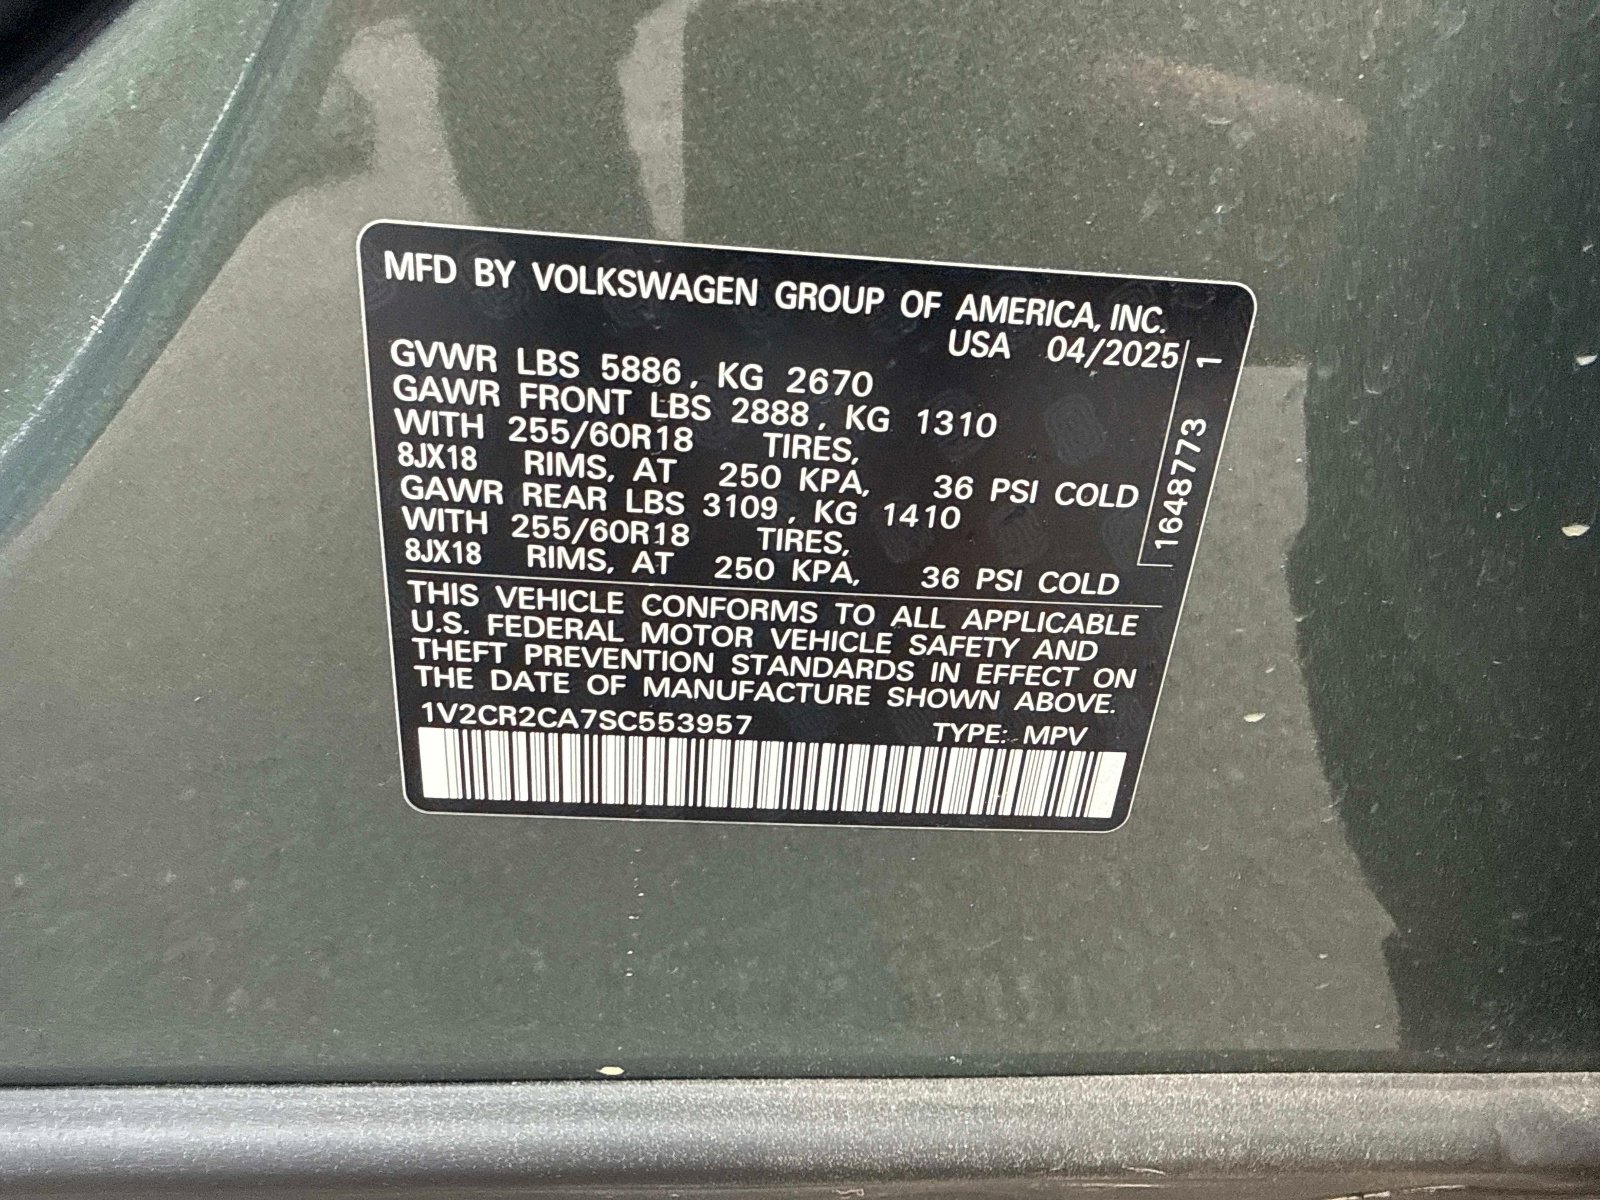 MFD BY VOLKSWAGEN GROUP OF AMERICA, INC.
USA 04/2025
GVWR LBS 5886, KG 2670
GAWR FRONT LBS 2888, KG 1310
WITH 255/60R18 TIRES,
8JX18 RIMS, AT 250 KPA, 36 PSI COLD
GAWR REAR LBS 3109, KG 1410
WITH 255/60R18 TIRES,
8JX18 RIMS, AT 250 KPA, 36 PSI COLD
1648773 1
THIS VEHICLE CONFORMS TO ALL APPLICABLE
U.S. FEDERAL MOTOR VEHICLE SAFETY AND
THEFT PREVENTION STANDARDS IN EFFECT ON
THE DATE OF MANUFACTURE SHOWN ABOVE.
1V2CR2CA7SC553957 TYPE: MPV